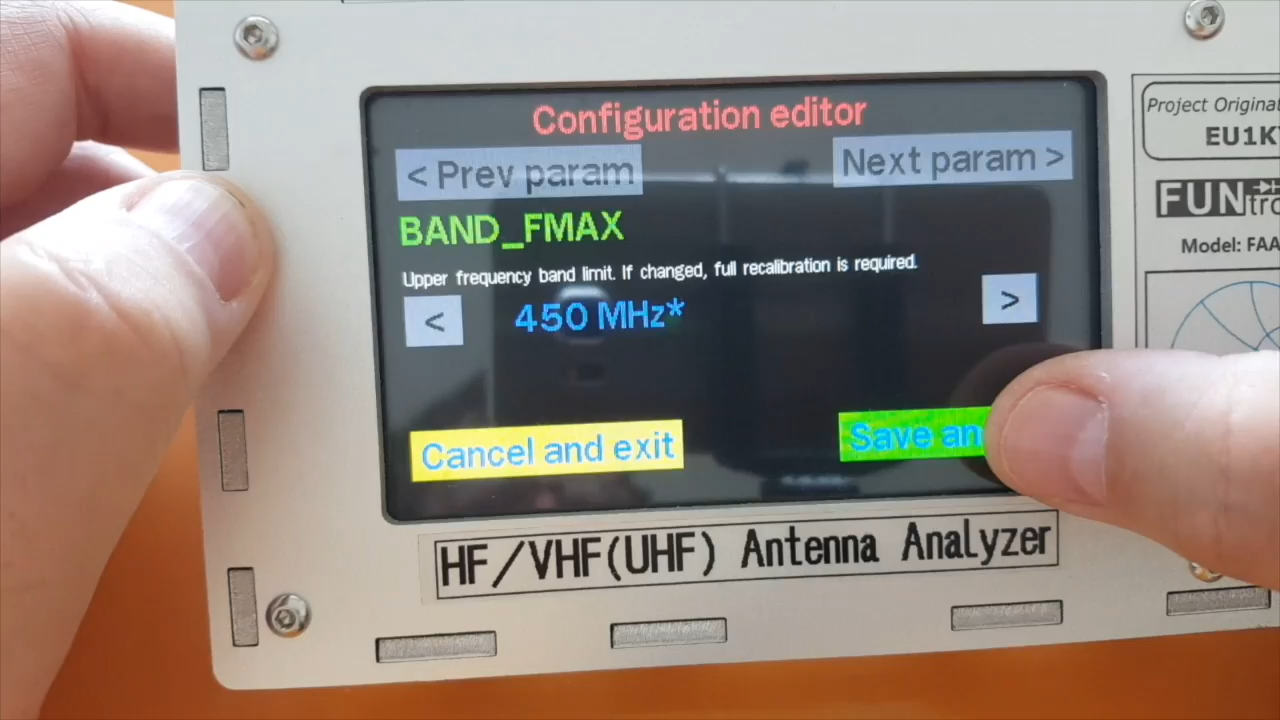 Configuration editor
< Prev param
Next param >
BAND_FMAX
Upper frequency band limit. If changed, full recalibration is required.
<
450 MHz*
>
Cancel and exit
Save an
HF/VHF(UHF) Antenna Analyzer
Project Origina
EU1K
FUNtro
Model: FAA